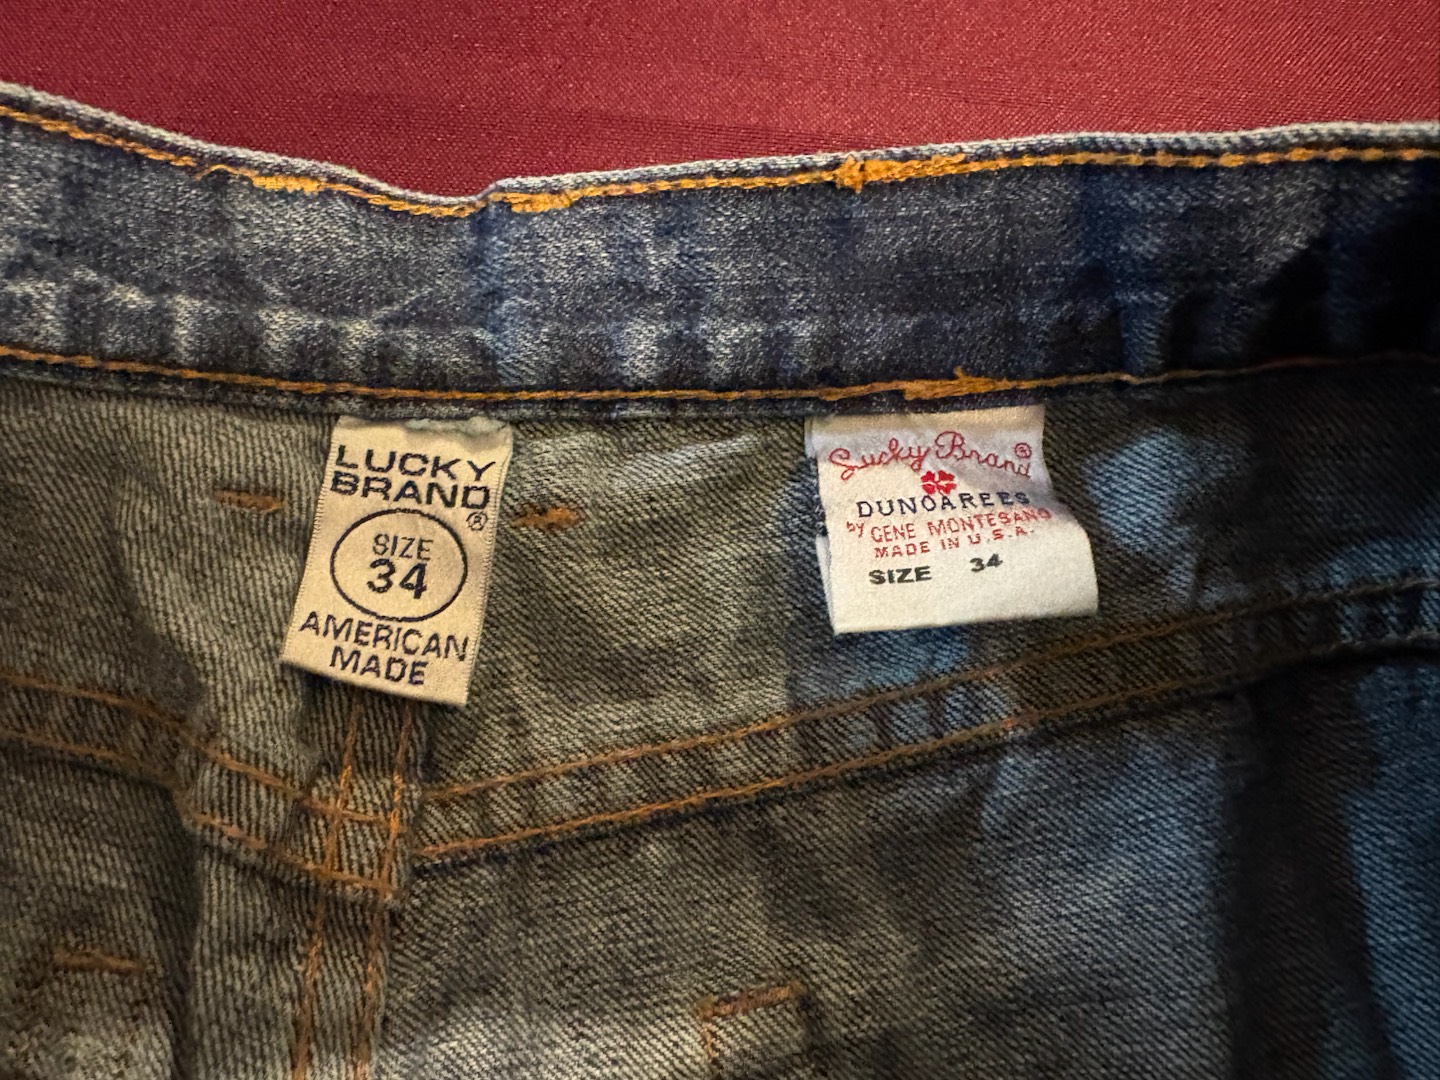 LUCKY
BRAND®
SIZE
34
AMERICAN
MADE
Lucky Brand®
DUNGAREES
by GENE MONTESANO
MADE IN U.S.A.
SIZE 34